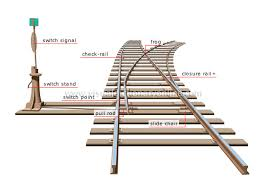 switch signal
frog
check-rail
closure rail
switch stand
switch point
pull rod
slide chair